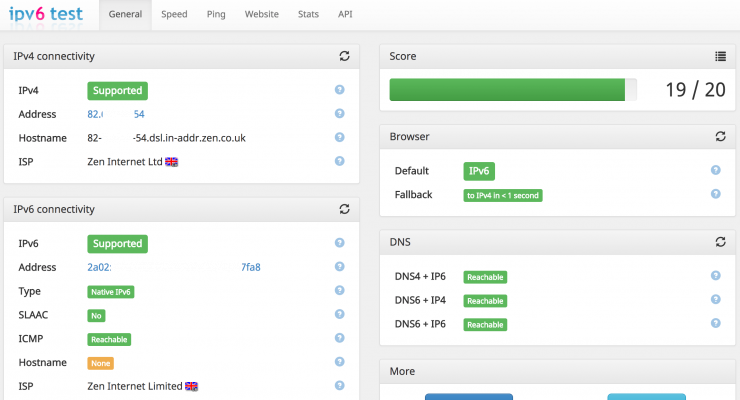 ipv6 test
General Speed Ping Website Stats API
IPv4 connectivity
IPv4 Supported
Address 82. 54
Hostname 82- -54.dsl.in-addr.zen.co.uk
ISP Zen Internet Ltd
IPv6 connectivity
IPv6 Supported
Address 2a02: 7fa8
Type Native IPv6
SLAAC No
ICMP Reachable
Hostname None
ISP Zen Internet Limited
Score
19 / 20
Browser
Default IPv6
Fallback to IPv4 in < 1 second
DNS
DNS4 + IP6 Reachable
DNS6 + IP4 Reachable
DNS6 + IP6 Reachable
More